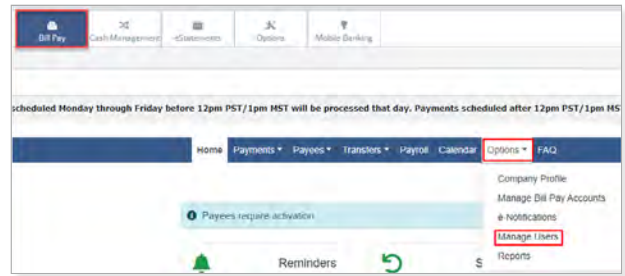 Bill Pay Cash Management eStatements Options Mobile Banking
scheduled Monday through Friday before 12pm PST/1pm MST will be processed that day. Payments scheduled after 12pm PST/1pm MS
Home Payments Payees Transfers Payroll Calendar Options FAQ
Company Profile
Manage Bill Pay Accounts
Payees require activation
e-Notifications
Manage Users
Reminders S Reports